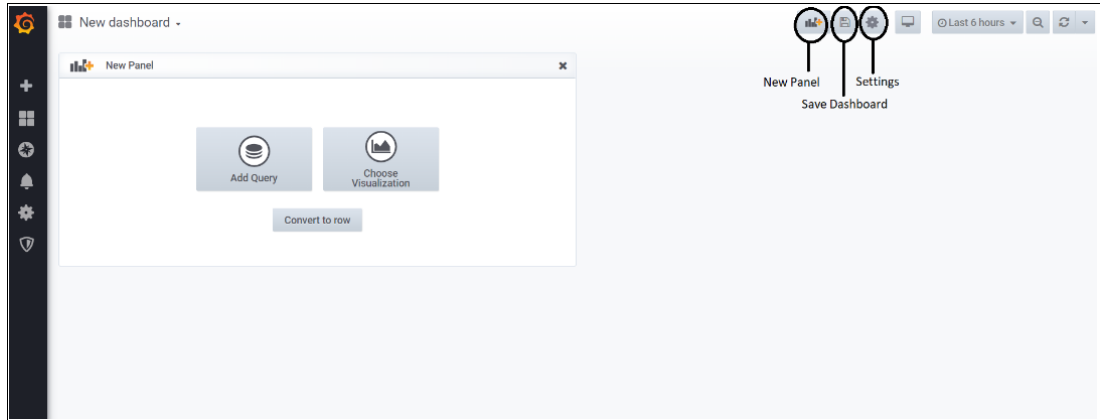 New dashboard
Last 6 hours
New Panel
New Panel
Settings
Save Dashboard
Add Query
Choose
Visualization
Convert to row